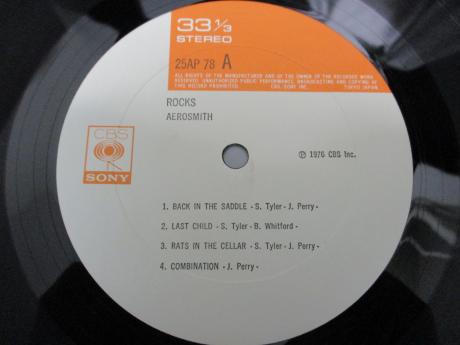 33 1/3
STEREO
25AP 78 A
ALL RIGHTS OF THE MANUFACTURER AND OF THE OWNER OF THE RECORDED WORK
RESERVED. UNAUTHORIZED PUBLIC PERFORMANCE, BROADCASTING AND COPYING OF
THIS RECORD PROHIBITED. CBS/SONY INC. TOKYO JAPAN.
ROCKS
AEROSMITH
CBS
SONY
Ⓟ 1976 CBS Inc.
1. BACK IN THE SADDLE - S. Tyler - J. Perry -
2. LAST CHILD - S. Tyler - B. Whitford -
3. RATS IN THE CELLAR - S. Tyler - J. Perry -
4. COMBINATION - J. Perry -